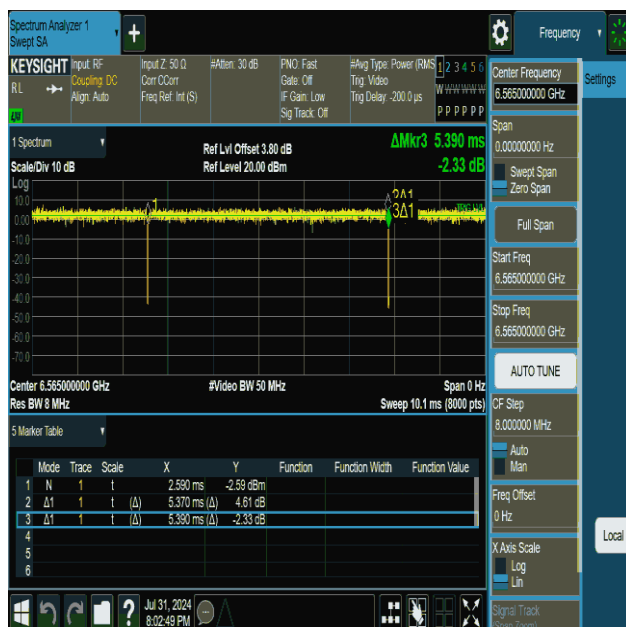 Spectrum Analyzer 1
Swept SA
Frequency
KEYSIGHT
RL
Input: RF
Coupling: DC
Align: Auto
Input Z: 50 Ω
Corr CCorr
Freq Ref: Int (S)
#Atten: 30 dB
PNO: Fast
Gate: Off
IF Gain: Low
Sig Track: Off
#Avg Type: Power (RMS
Trig: Video
Trig Delay: -200.0 µs
1 2 3 4 5 6
W W W W W W
P P P P P P
1 Spectrum
Scale/Div 10 dB
Ref Lvl Offset 3.80 dB
Ref Level 20.00 dBm
ΔMkr3 5.390 ms
-2.33 dB
Log
10.0
0.00
-10.0
-20.0
-30.0
-40.0
-50.0
-60.0
-70.0
1
2Δ1
3Δ1
TRIG LVL
Center 6.565000000 GHz
Res BW 8 MHz
#Video BW 50 MHz
Span 0 Hz
Sweep 10.1 ms (8000 pts)
5 Marker Table
Mode Trace Scale X Y Function Function Width Function Value
1 N 1 t 2.590 ms -2.59 dBm
2 Δ1 1 t (Δ) 5.370 ms (Δ) 4.61 dB
3 Δ1 1 t (Δ) 5.390 ms (Δ) -2.33 dB
4
5
6
Jul 31, 2024
8:02:49 PM
Center Frequency
6.565000000 GHz
Span
0.00000000 Hz
Swept Span
Zero Span
Full Span
Start Freq
6.565000000 GHz
Stop Freq
6.565000000 GHz
AUTO TUNE
CF Step
8.000000 MHz
Auto
Man
Freq Offset
0 Hz
X Axis Scale
Log
Lin
Signal Track
(Span Zoom)
Settings
Local